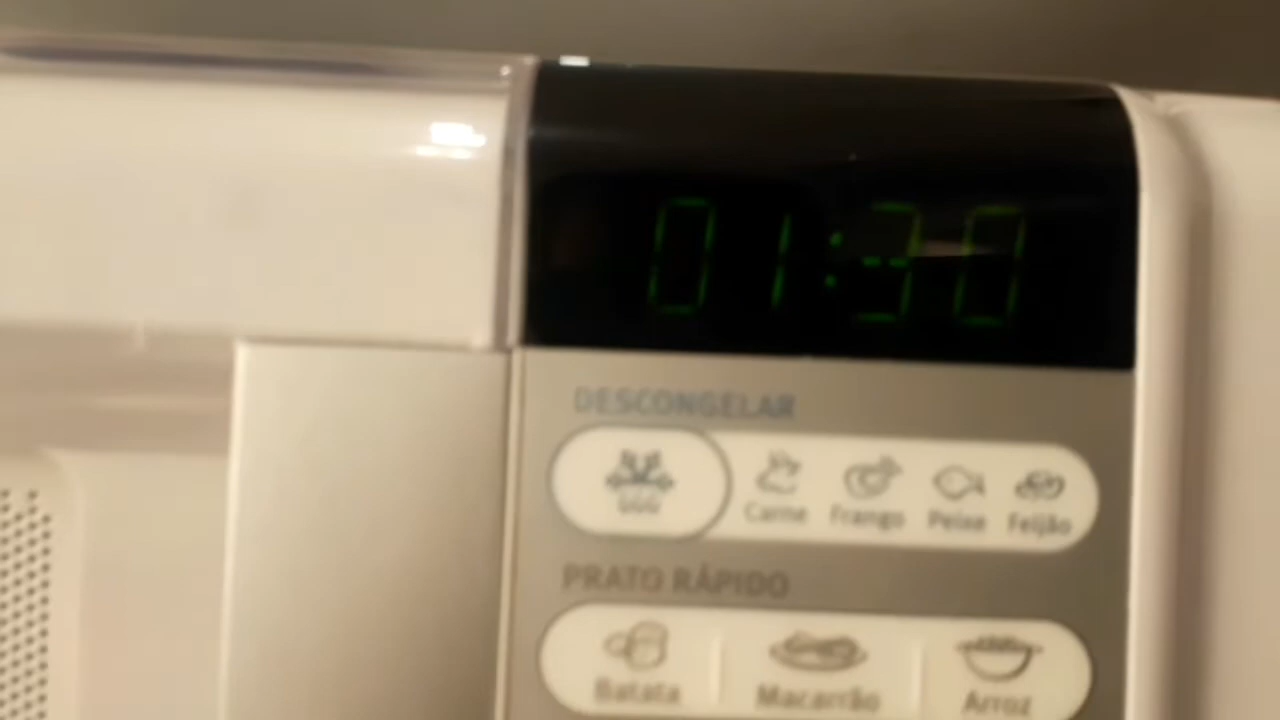 01:30
DESCONGELAR
Carne Frango Peixe Feijão
PRATO RÁPIDO
Batata Macarrão Arroz